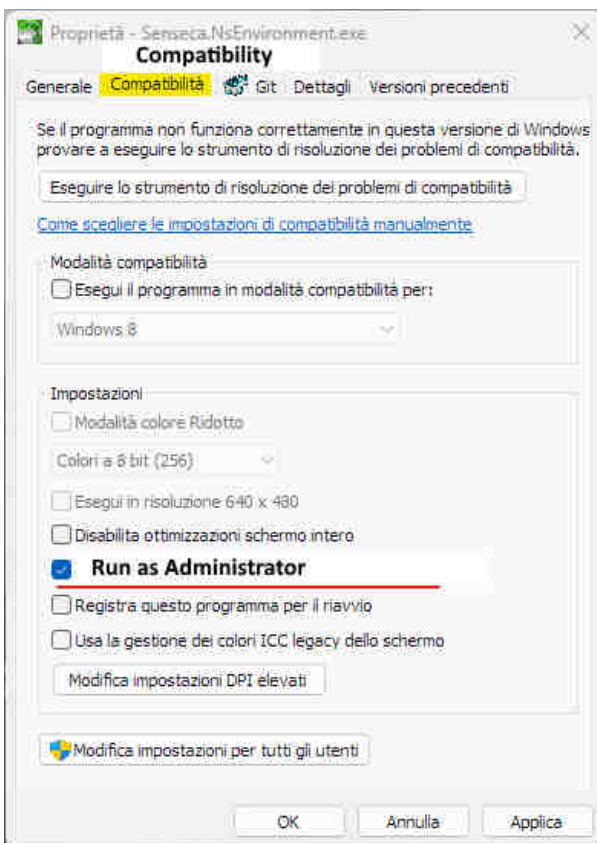 Proprietà - Senseca.NsEnvironment.exe
Compatibility
Generale Compatibilità Git Dettagli Versioni precedenti
Se il programma non funziona correttamente in questa versione di Windows
provare a eseguire lo strumento di risoluzione dei problemi di compatibilità.
Eseguire lo strumento di risoluzione dei problemi di compatibilità
Come scegliere le impostazioni di compatibilità manualmente
Modalità compatibilità
Esegui il programma in modalità compatibilità per:
Windows 8
Impostazioni
Modalità colore Ridotto
Colori a 8 bit (256)
Esegui in risoluzione 640 x 480
Disabilita ottimizzazioni schermo intero
Run as Administrator
Registra questo programma per il riavvio
Usa la gestione dei colori ICC legacy dello schermo
Modifica impostazioni DPI elevati
Modifica impostazioni per tutti gli utenti
OK Annulla Applica